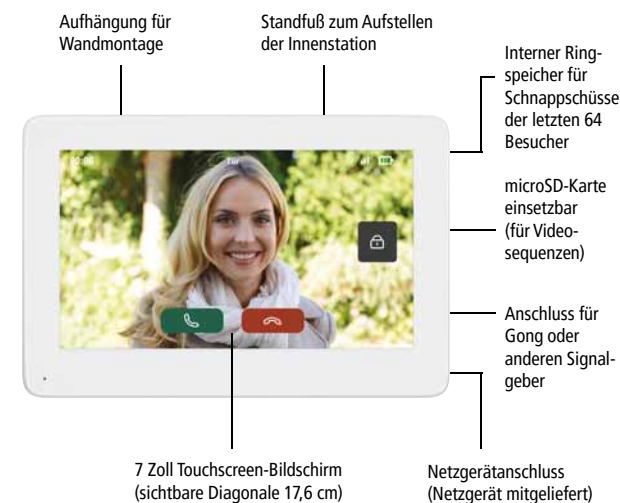 Aufhängung für
Wandmontage
Standfuß zum Aufstellen
der Innenstation
Interner Ring-
speicher für
Schnappschüsse
der letzten 64
Besucher
microSD-Karte
einsetzbar
(für Video-
sequenzen)
Anschluss für
Gong oder
anderen Signal-
geber
Tür
7 Zoll Touchscreen-Bildschirm
(sichtbare Diagonale 17,6 cm)
Netzgerätanschluss
(Netzgerät mitgeliefert)